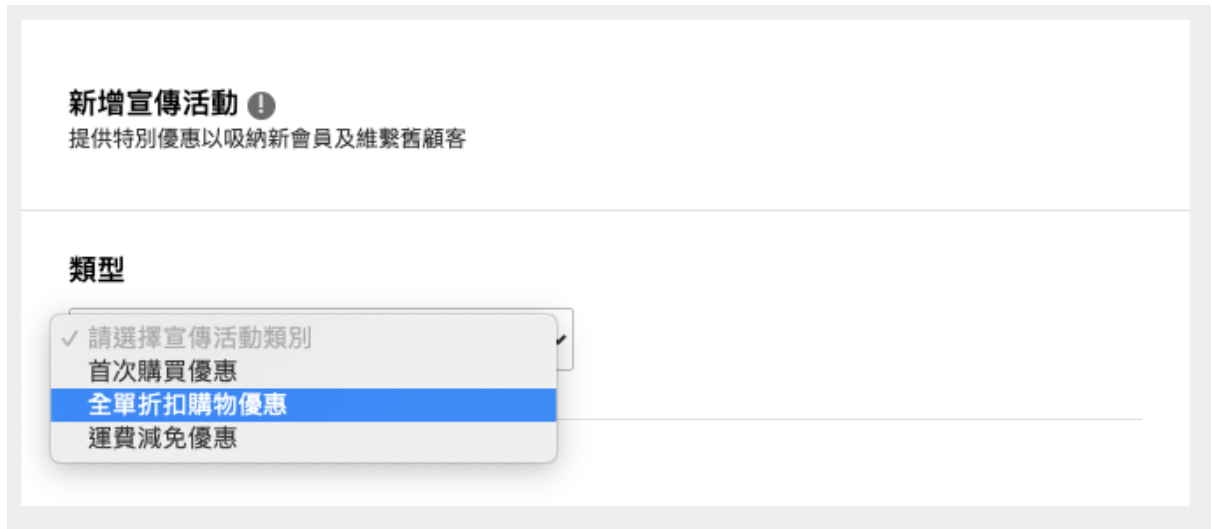 新增宣傳活動
提供特別優惠以吸納新會員及維繫舊顧客
類型
請選擇宣傳活動類別
首次購買優惠
全單折扣購物優惠
運費減免優惠